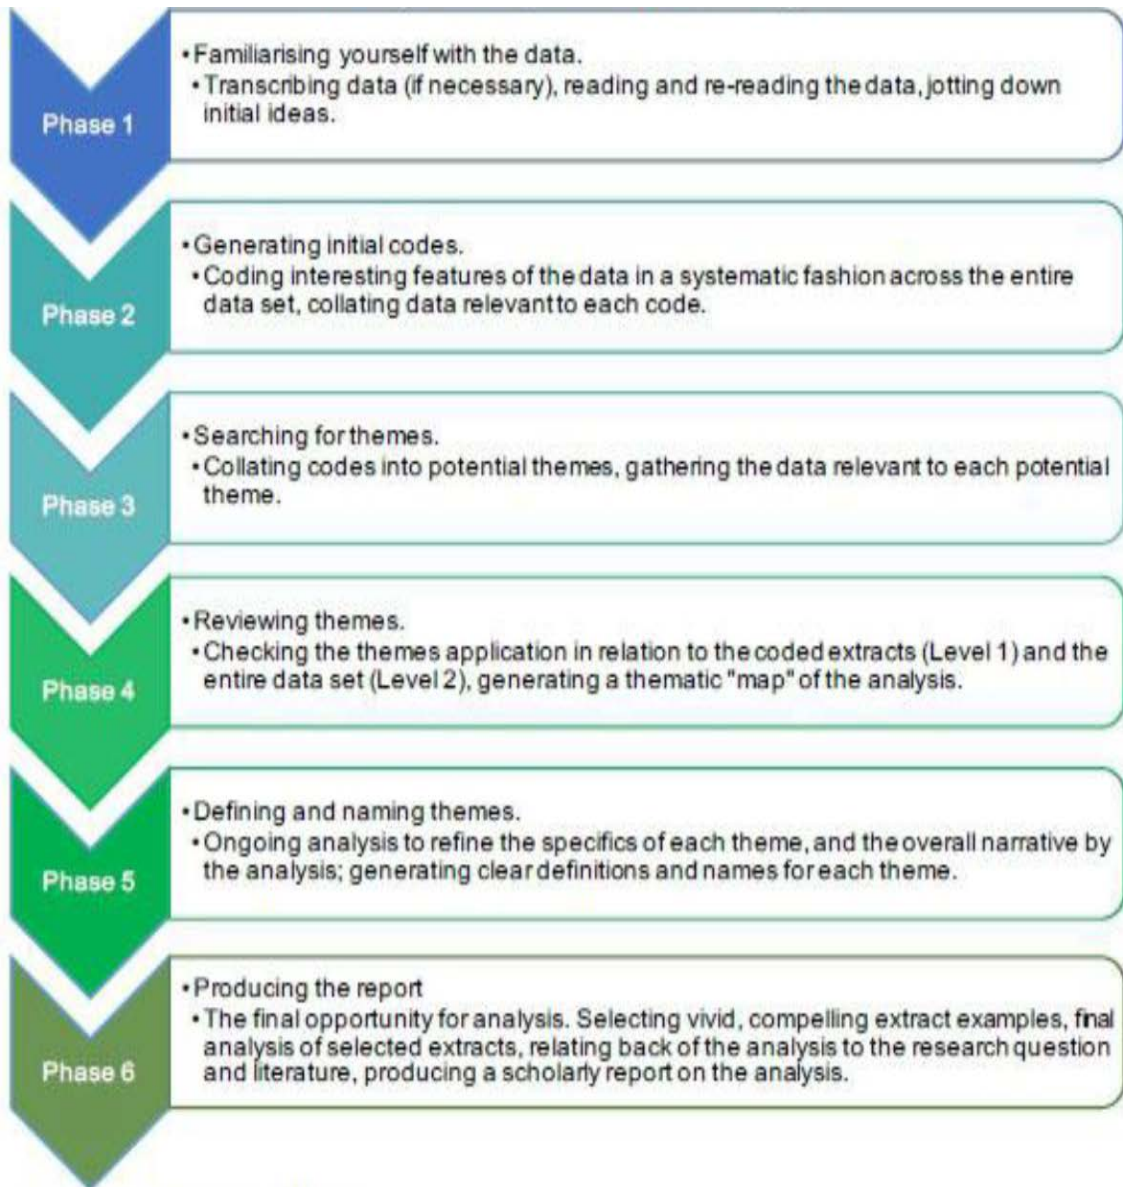 Phase 1
•Familiarising yourself with the data.
•Transcribing data (if necessary), reading and re-reading the data, jotting down
initial ideas.
Phase 2
•Generating initial codes.
•Coding interesting features of the data in a systematic fashion across the entire
data set, collating data relevant to each code.
Phase 3
•Searching for themes.
•Collating codes into potential themes, gathering the data relevant to each potential
theme.
Phase 4
•Reviewing themes.
•Checking the themes application in relation to the coded extracts (Level 1) and the
entire data set (Level 2), generating a thematic "map" of the analysis.
Phase 5
•Defining and naming themes.
•Ongoing analysis to refine the specifics of each theme, and the overall narrative by
the analysis; generating clear definitions and names for each theme.
Phase 6
•Producing the report
•The final opportunity for analysis. Selecting vivid, compelling extract examples, final
analysis of selected extracts, relating back of the analysis to the research question
and literature, producing a scholarly report on the analysis.